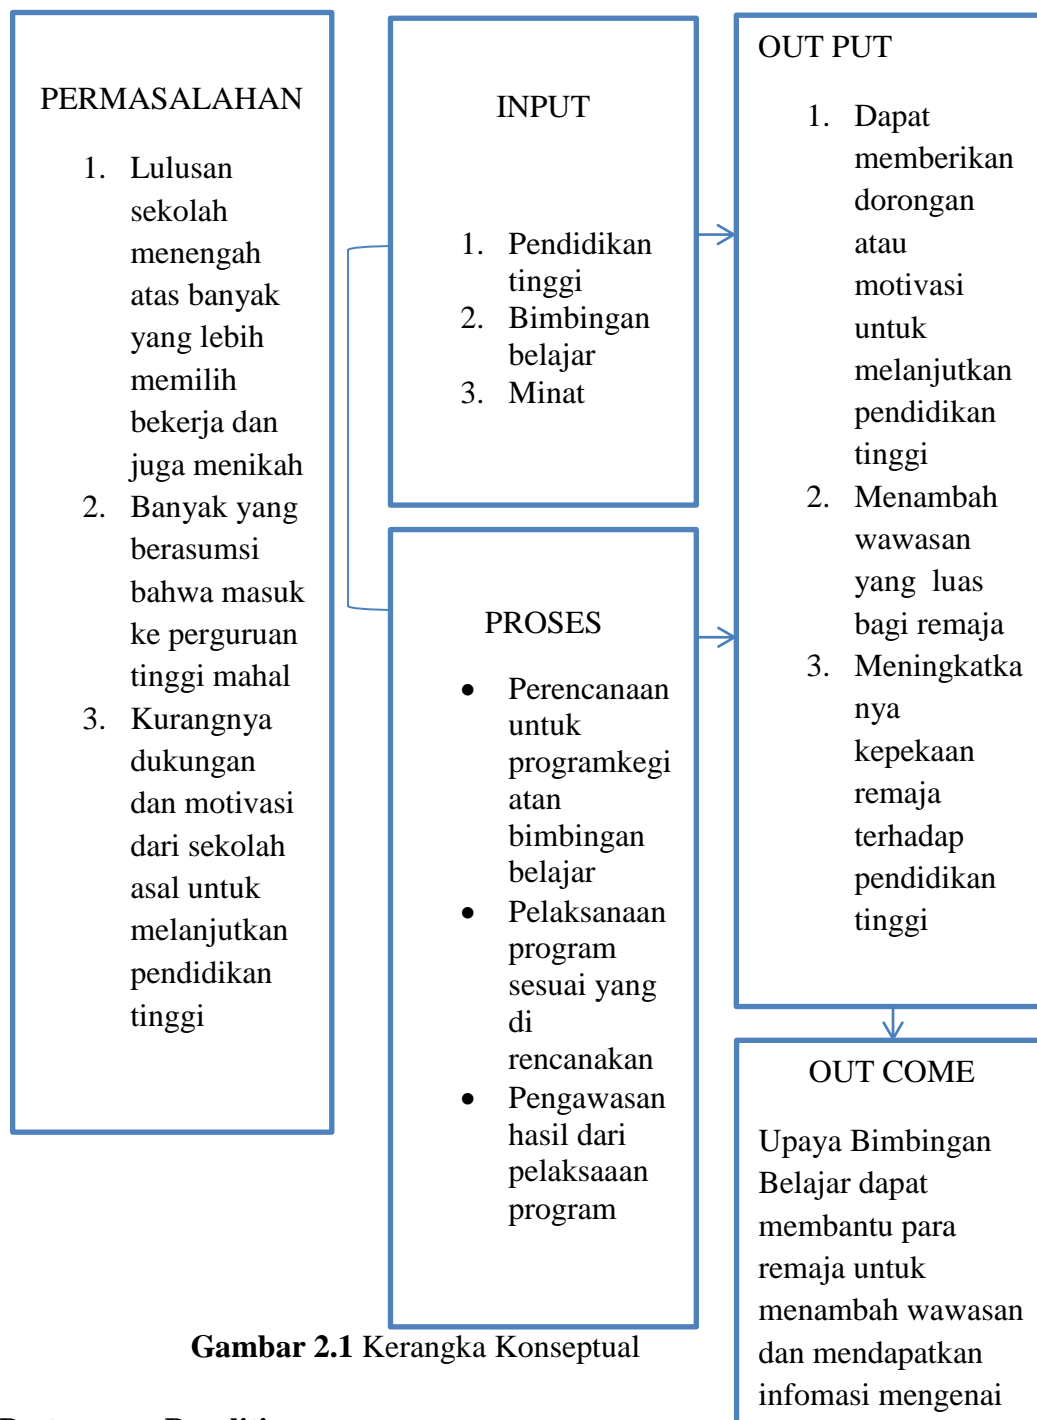 PERMASALAHAN
1. Lulusan
sekolah
menengah
atas banyak
yang lebih
memilih
bekerja dan
juga menikah
2. Banyak yang
berasumsi
bahwa masuk
ke perguruan
tinggi mahal
3. Kurangnya
dukungan
dan motivasi
dari sekolah
asal untuk
melanjutkan
pendidikan
tinggi
INPUT
1. Pendidikan
tinggi
2. Bimbingan
belajar
3. Minat
PROSES
• Perencanaan
untuk
programkegi
atan
bimbingan
belajar
• Pelaksanaan
program
sesuai yang
di
rencanakan
• Pengawasan
hasil dari
pelaksaaan
program
OUT PUT
1. Dapat
memberikan
dorongan
atau
motivasi
untuk
melanjutkan
pendidikan
tinggi
2. Menambah
wawasan
yang luas
bagi remaja
3. Meningkatka
nya
kepekaan
remaja
terhadap
pendidikan
tinggi
OUT COME
Upaya Bimbingan
Belajar dapat
membantu para
remaja untuk
menambah wawasan
dan mendapatkan
infomasi mengenai
Gambar 2.1 Kerangka Konseptual